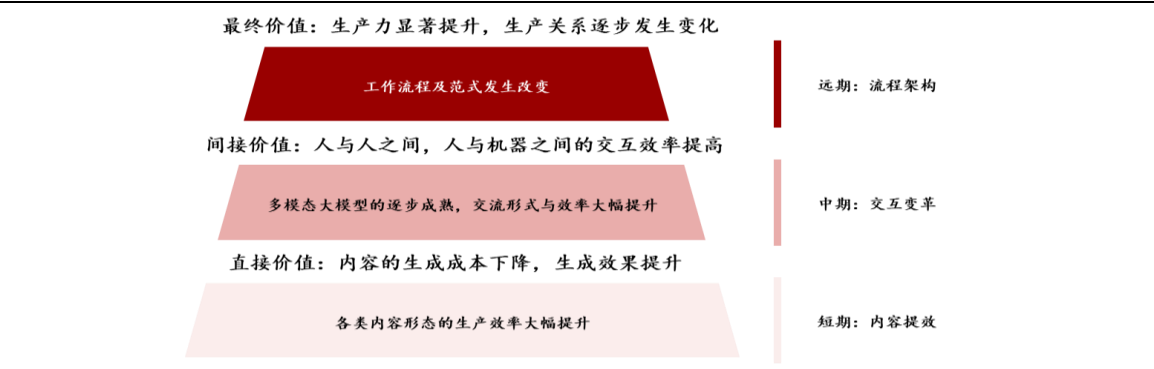 最终价值：生产力显著提升，生产关系逐步发生变化
工作流程及范式发生改变
远期：流程架构
间接价值：人与人之间，人与机器之间的交互效率提高
多模态大模型的逐步成熟，交流形式与效率大幅提升
中期：交互变革
直接价值：内容的生成成本下降，生成效果提升
各类内容形态的生产效率大幅提升
短期：内容提效